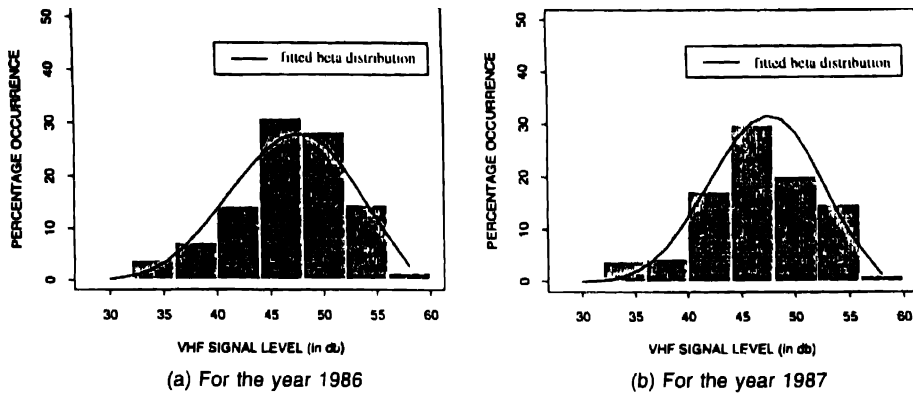 PERCENTAGE OCCURRENCE
0 10 20 30 40 50
fitted beta distribution
30 35 40 45 50 55 60
VHF SIGNAL LEVEL (in db)
(a) For the year 1986
PERCENTAGE OCCURRENCE
0 10 20 30 40 50
fitted beta distribution
30 35 40 45 50 55 60
VHF SIGNAL LEVEL (in db)
(b) For the year 1987